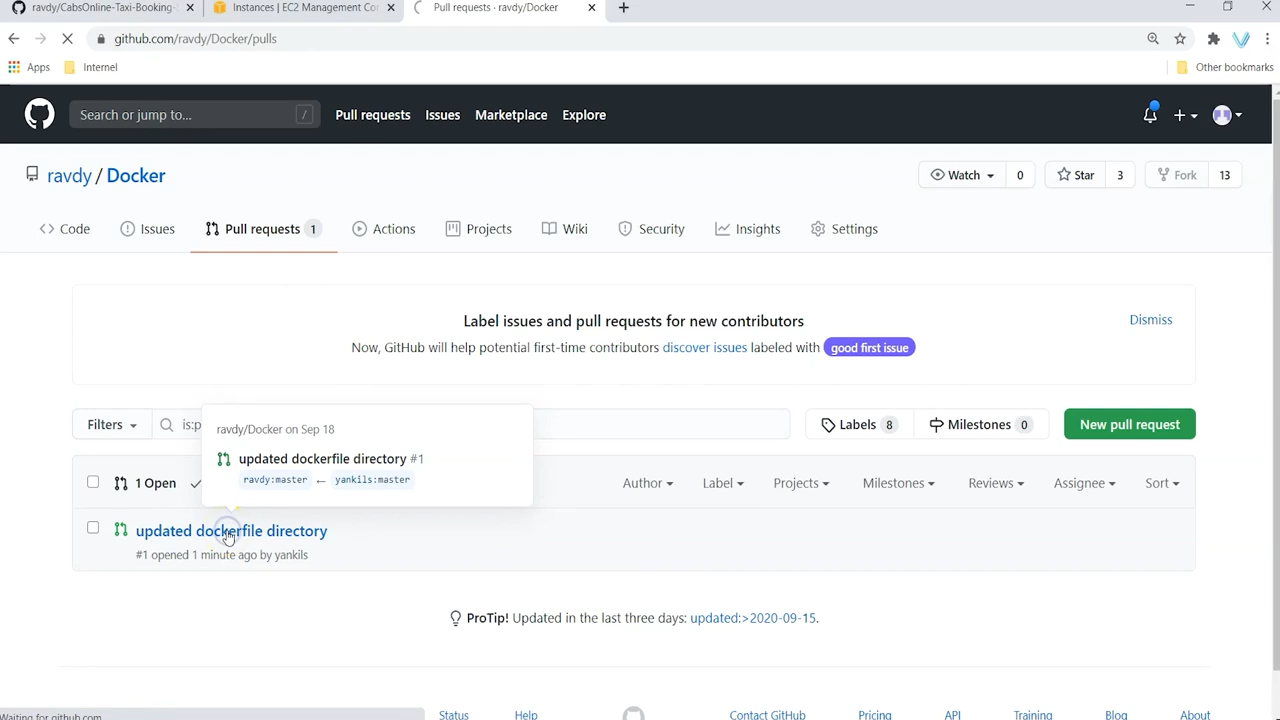 ravdy/CabsOnline-Taxi-Booking-
Instances | EC2 Management Co
Pull requests · ravdy/Docker
github.com/ravdy/Docker/pulls
Apps
Internet
Other bookmarks
Search or jump to...
/
Pull requests
Issues
Marketplace
Explore
ravdy / Docker
Watch
0
Star
3
Fork
13
Code
Issues
Pull requests 1
Actions
Projects
Wiki
Security
Insights
Settings
Label issues and pull requests for new contributors
Dismiss
Now, GitHub will help potential first-time contributors discover issues labeled with good first issue
Filters
is:p
Labels 8
Milestones 0
New pull request
ravdy/Docker on Sep 18
updated dockerfile directory #1
ravdy:master ← yankils:master
1 Open
Author
Label
Projects
Milestones
Reviews
Assignee
Sort
updated dockerfile directory
#1 opened 1 minute ago by yankils
ProTip! Updated in the last three days: updated:>2020-09-15.
Waiting for github.com
Status
Help
Contact GitHub
Pricing
API
Training
Blog
About